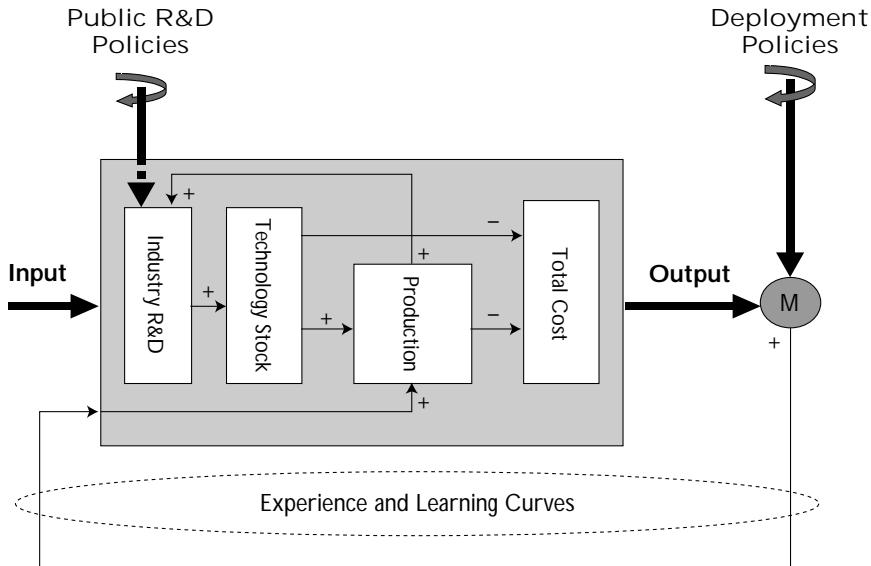 Public R&D
Policies
Deployment
Policies
+
−
Industry R&D
Technology Stock
Total Cost
+
Production
Input
Output
+
M
+
−
+
+
Experience and Learning Curves